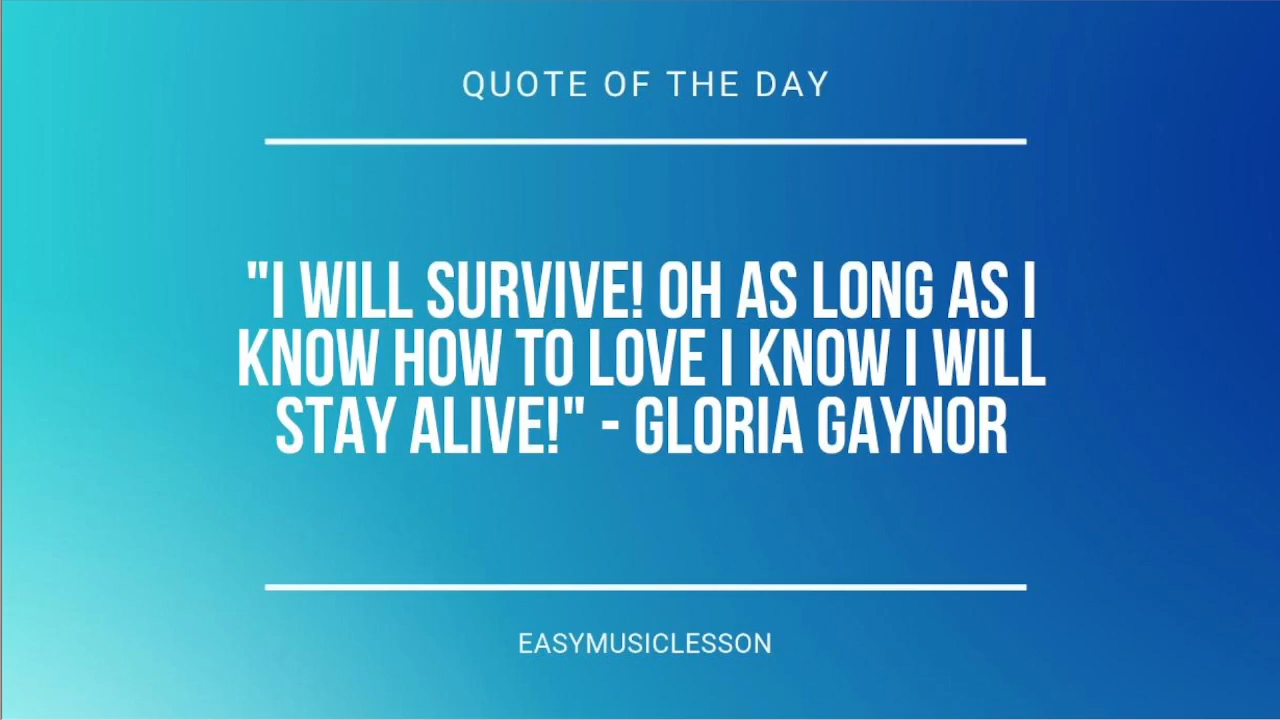 QUOTE OF THE DAY
"I WILL SURVIVE! OH AS LONG AS I
KNOW HOW TO LOVE I KNOW I WILL
STAY ALIVE!" - GLORIA GAYNOR
EASYMUSICLESSON